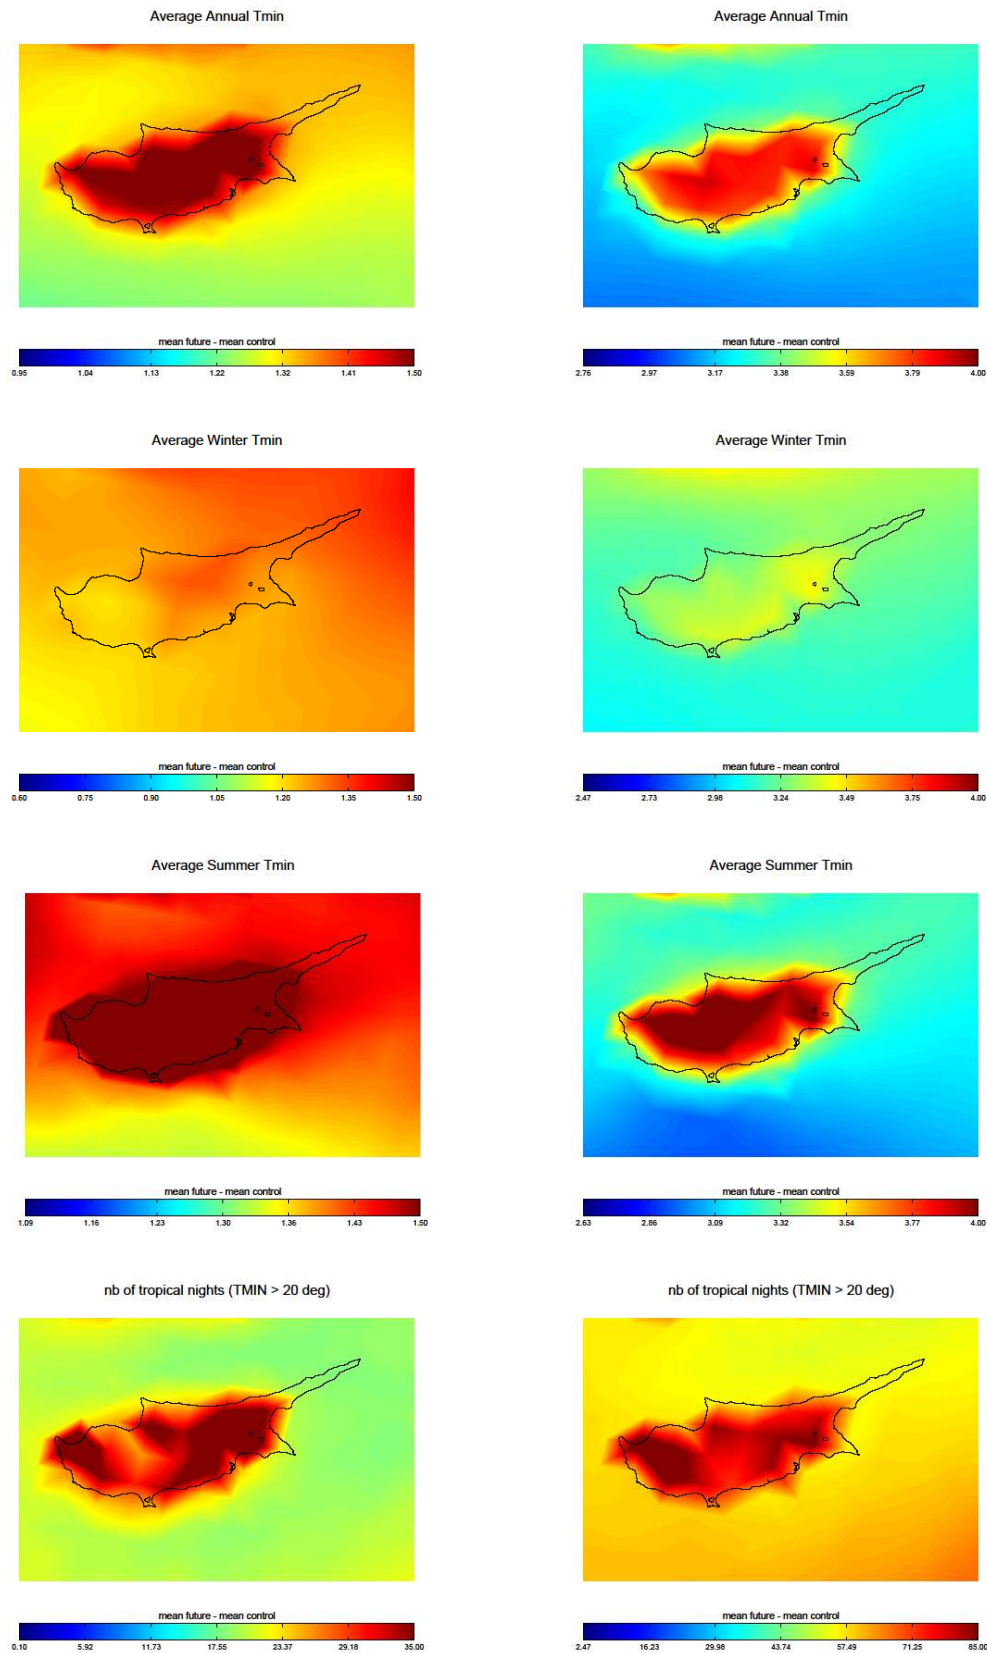 Average Annual Tmin
Average Annual Tmin
mean future - mean control
0.95 1.04 1.13 1.22 1.32 1.41 1.50
mean future - mean control
2.76 2.97 3.17 3.38 3.59 3.79 4.00
Average Winter Tmin
Average Winter Tmin
mean future - mean control
0.60 0.75 0.90 1.05 1.20 1.35 1.50
mean future - mean control
2.47 2.73 2.98 3.24 3.49 3.75 4.00
Average Summer Tmin
Average Summer Tmin
mean future - mean control
1.09 1.16 1.23 1.30 1.36 1.43 1.50
mean future - mean control
2.63 2.86 3.09 3.32 3.54 3.77 4.00
nb of tropical nights (TMIN > 20 deg)
nb of tropical nights (TMIN > 20 deg)
mean future - mean control
0.10 5.92 11.73 17.55 23.37 29.18 35.00
mean future - mean control
2.47 16.23 29.98 43.74 57.49 71.25 85.00